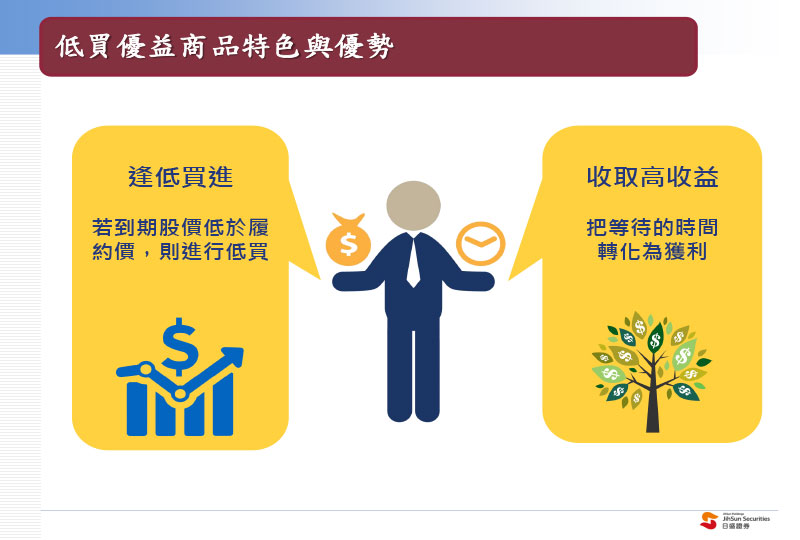 低買優益商品特色與優勢
逢低買進
若到期股價低於履
約價，則進行低買
收取高收益
把等待的時間
轉化為獲利
JihSun Securities
日盛證券